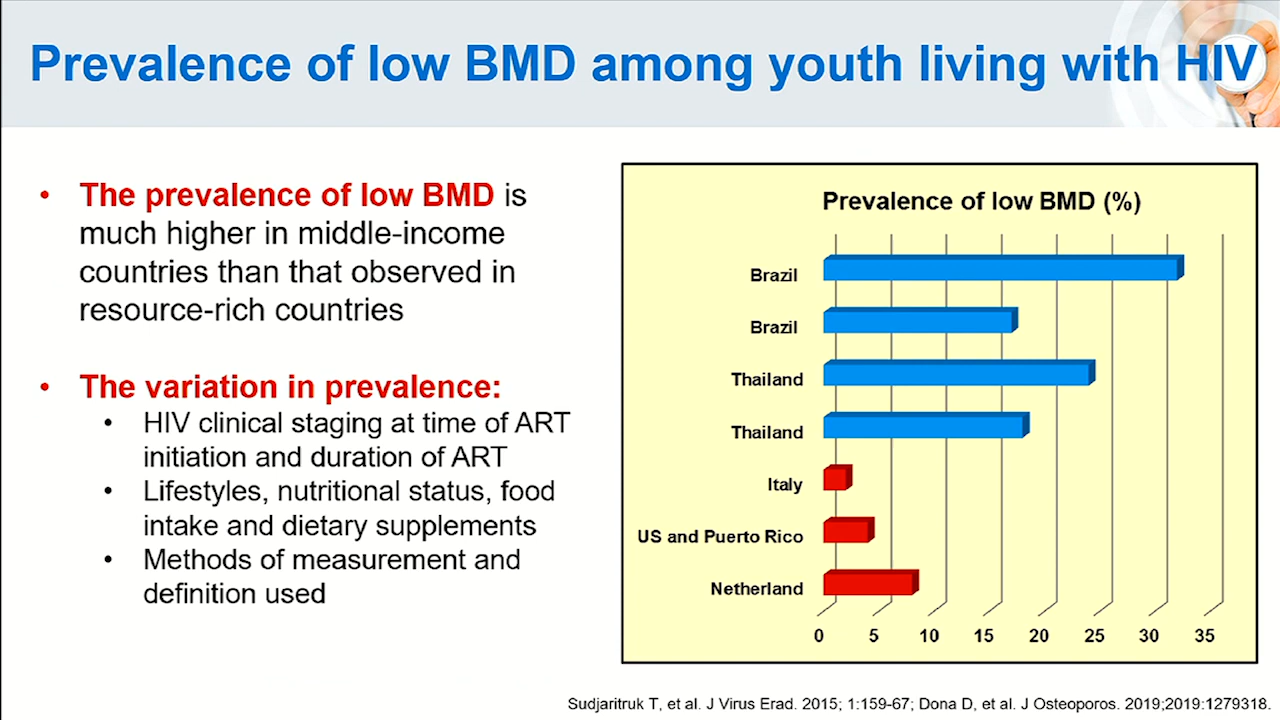 Prevalence of low BMD among youth living with HIV
• The prevalence of low BMD is
much higher in middle-income
countries than that observed in
resource-rich countries
• The variation in prevalence:
• HIV clinical staging at time of ART
initiation and duration of ART
• Lifestyles, nutritional status, food
intake and dietary supplements
• Methods of measurement and
definition used
Prevalence of low BMD (%)
Brazil
Brazil
Thailand
Thailand
Italy
US and Puerto Rico
Netherland
0 5 10 15 20 25 30 35
Sudjaritruk T, et al. J Virus Erad. 2015; 1:159-67; Dona D, et al. J Osteoporos. 2019;2019:1279318.